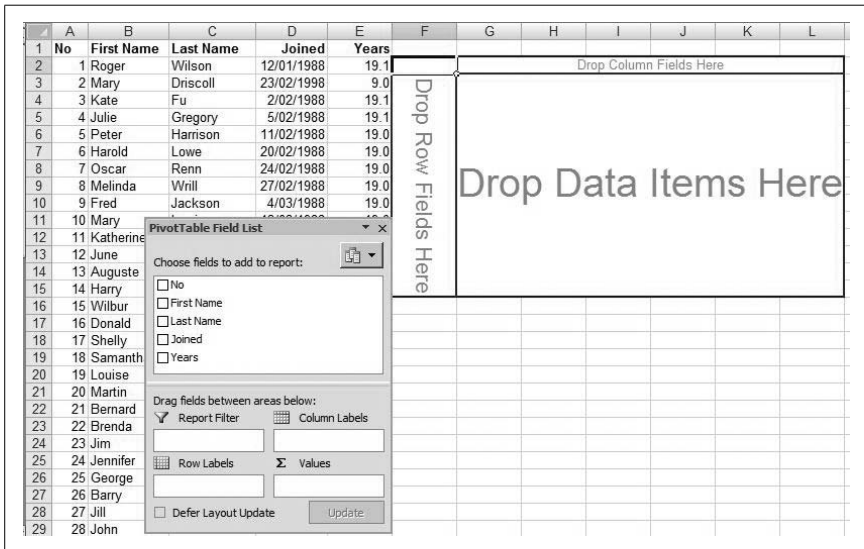 A B C D E F G H I J K L
1 No First Name Last Name Joined Years
2 1 Roger Wilson 12/01/1988 19.1 Drop Column Fields Here
3 2 Mary Driscoll 23/02/1998 9.0
4 3 Kate Fu 2/02/1988 19.1
5 4 Julie Gregory 5/02/1988 19.1
6 5 Peter Harrison 11/02/1988 19.0
7 6 Harold Lowe 20/02/1988 19.0
8 7 Oscar Renn 24/02/1988 19.0
9 8 Melinda Wrill 27/02/1988 19.0
10 9 Fred Jackson 4/03/1988 19.0
Drop Row Fields Here
Drop Data Items Here
11 10 Mary
12 11 Katherine
13 12 June
14 13 Auguste
15 14 Harry
16 15 Wilbur
17 16 Donald
18 17 Shelly
19 18 Samanth
20 19 Louise
21 20 Martin
22 21 Bernard
23 22 Brenda
24 23 Jim
25 24 Jennifer
26 25 George
27 26 Barry
28 27 Jill
29 28 John
PivotTable Field List
Choose fields to add to report:
No
First Name
Last Name
Joined
Years
Drag fields between areas below:
Report Filter Column Labels
Row Labels Σ Values
Defer Layout Update Update